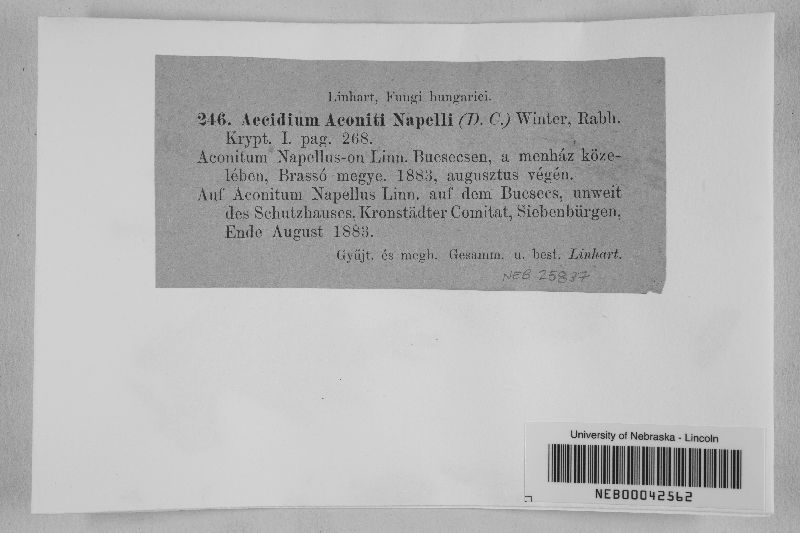 Linhart, Fungi hungarici.
246. Aecidium Aconiti Napelli (D. C.) Winter, Rabh.
Krypt. I. pag. 268.
Aconitum Napellus-on Linn. Bucsecsen, a menház köze-
lében, Brassó megye. 1883, augusztus végén.
Auf Aconitum Napellus Linn. auf dem Bucsecs, unweit
des Schutzhauses, Kronstädter Comitat, Siebenbürgen,
Ende August 1883.
Gyűjt. és megh. Gesamm. u. best. Linhart.
NEB 25837
University of Nebraska - Lincoln
NEB00042562